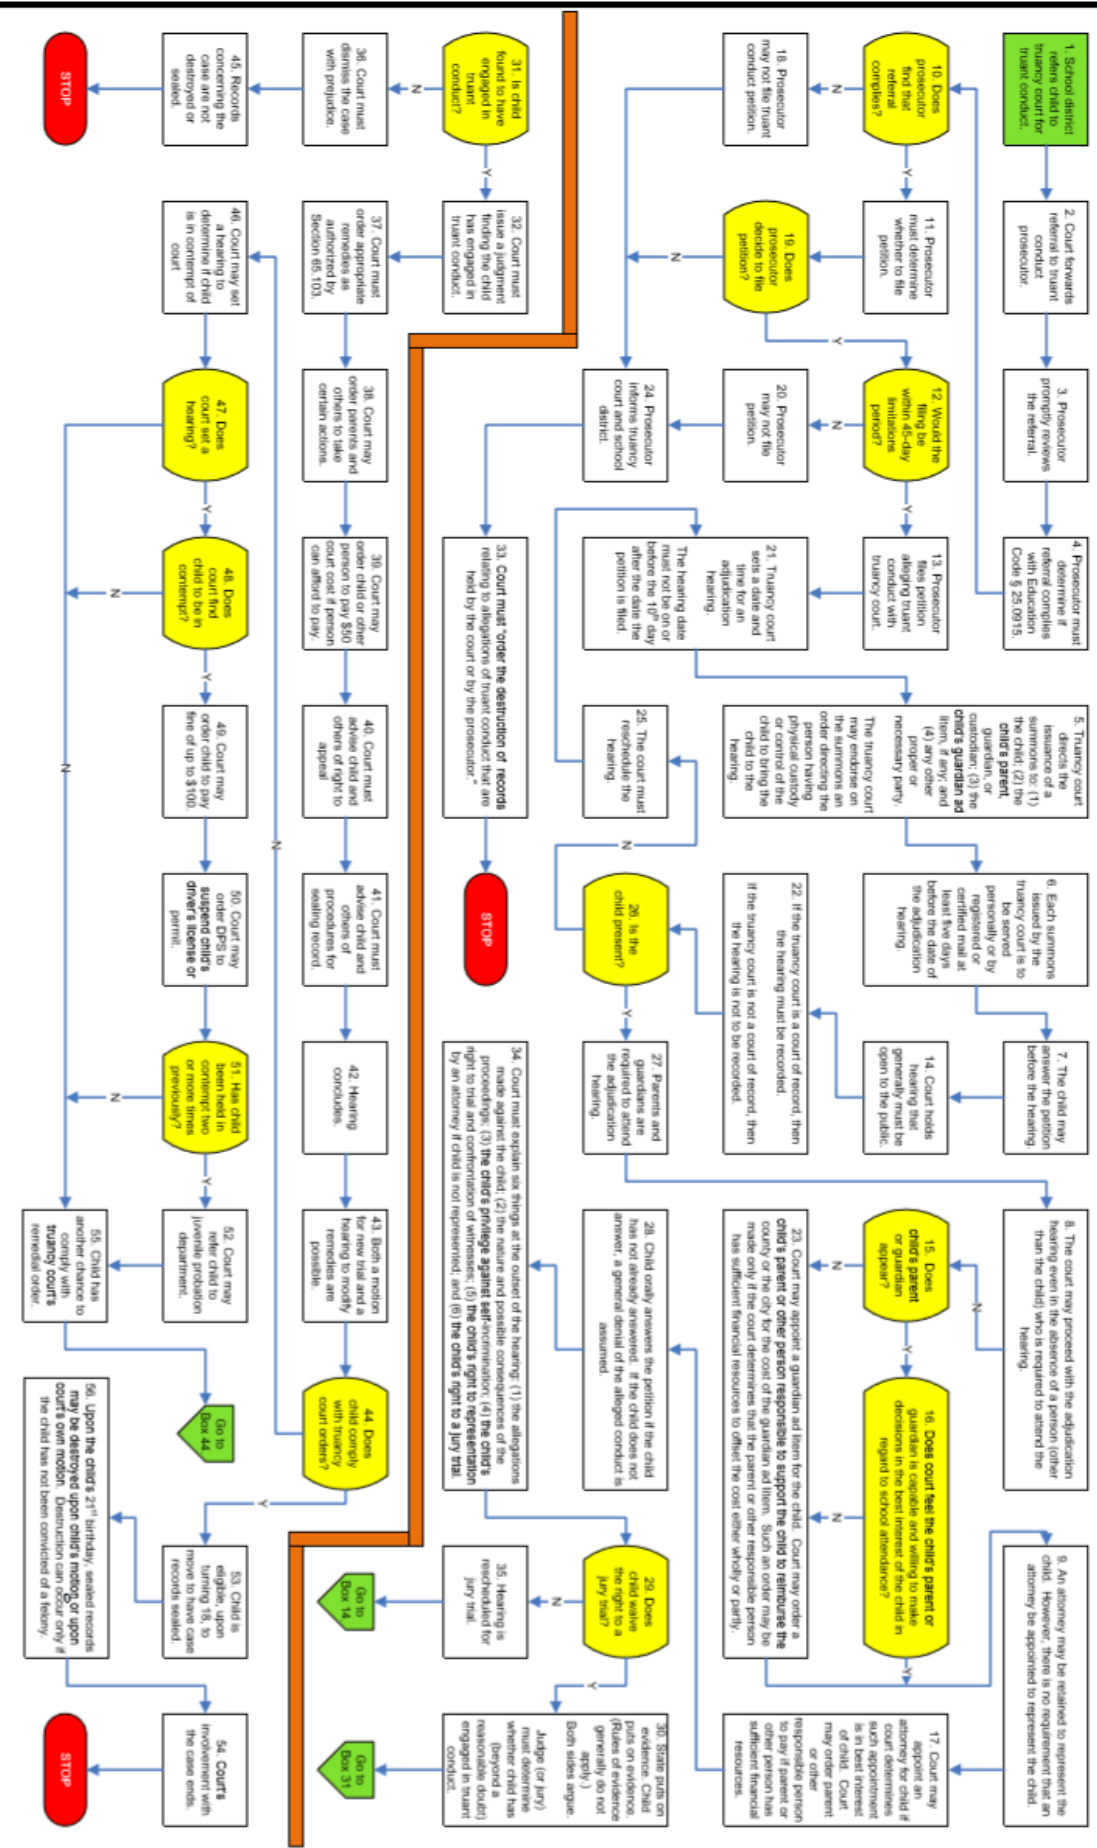 1. School district
refers child to
truancy court for
truant conduct.
2. Court forwards
referral to truant
conduct
prosecutor.
3. Prosecutor
promptly reviews
the referral.
4. Prosecutor must
determine if
referral complies
with Education
Code § 25.0915.
5. Truancy court
directs the
issuance of a
summons to: (1)
the child; (2) the
child's parent,
guardian, or
custodian; (3) the
child's guardian ad
litem, if any; and
(4) any other
proper or
necessary party.
The truancy court
may endorse on
the summons an
order directing the
person having
physical custody
or control of the
child to bring the
child to the
hearing.
6. Each summons
issued by the
truancy court is to
be served
personally or by
registered or
certified mail at
least five days
before the date of
the adjudication
hearing.
7. The child may
answer the petition
before the hearing.
8. The court may proceed with the adjudication
hearing even in the absence of a person (other
than the child) who is required to attend the
hearing.
9. An attorney may be retained to represent the
child. However, there is no requirement that an
attorney be appointed to represent the child.
10. Does
prosecutor
find that
referral
complies?
N
Y
11. Prosecutor
must determine
whether to file
petition.
12. Would the
filing be
within 45-day
limitations
period?
N
Y
13. Prosecutor
files petition
alleging truant
conduct with
truancy court.
14. Court holds
hearing that
generally must be
open to the public.
15. Does
child's parent
or guardian
appear?
N
N
Y
16. Does court feel the child's parent or
guardian is capable and willing to make
decisions in the best interest of the child in
regard to school attendance?
N
Y
17. Court may
appoint an
attorney for child if
court determines
such appointment
is in best interest
of child. Court
may order parent
or other
responsible person
to pay if parent or
other person has
sufficient financial
resources.
18. Prosecutor
may not file truant
conduct petition.
19. Does
prosecutor
decide to file
petition?
N
Y
20. Prosecutor
may not file
petition.
21. Truancy court
sets a date and
time for an
adjudication
hearing.
The hearing date
must not be on or
before the 10th day
after the date the
petition is filed.
22. If the truancy court is a court of record, then
the hearing must be recorded.
If the truancy court is not a court of record, then
the hearing is not to be recorded.
23. Court may appoint a guardian ad litem for the child. Court may order a
child's parent or other person responsible to support the child to reimburse the
county or the city for the cost of the guardian ad litem. Such an order may be
made only if the court determines that the parent or other responsible person
has sufficient financial resources to offset the cost either wholly or partly.
24. Prosecutor
informs truancy
court and school
district.
25. The court must
reschedule the
hearing.
26. Is the
child present?
N
Y
27. Parents and
guardians are
required to attend
the adjudication
hearing.
28. Child orally answers the petition if the child
has not already answered. If the child does not
answer, a general denial of the alleged conduct is
assumed.
29. Does
child waive
the right to a
jury trial?
N
Y
30. State puts on
evidence. Child
puts on evidence.
(Rules of evidence
generally do not
apply.)
Both sides argue.
Judge (or jury)
must determine
whether child has
(beyond a
reasonable doubt)
engaged in truant
conduct.
33. Court must "order the destruction of records
relating to allegations of truant conduct that are
held by the court or by the prosecutor."
STOP
34. Court must explain six things at the outset of the hearing: (1) the allegations
made against the child; (2) the nature and possible consequences of the
proceedings; (3) the child's privilege against self-incrimination; (4) the child's
right to trial and confrontation of witnesses; (5) the child's right to representation
by an attorney if child is not represented; and (6) the child's right to a jury trial.
35. Hearing is
rescheduled for
jury trial.
Go to
Box 14
Go to
Box 31
31. Is child
found to have
engaged in
truant
conduct?
N
Y
32. Court must
issue a judgment
finding the child
has engaged in
truant conduct.
36. Court must
dismiss the case
with prejudice.
37. Court must
order appropriate
remedies as
authorized by
Section 65.103.
38. Court may
order parents and
others to take
certain actions.
39. Court may
order child or other
person to pay $50
court cost if person
can afford to pay.
40. Court must
advise child and
others of right to
appeal
41. Court must
advise child and
others of
procedures for
sealing record.
42. Hearing
concludes.
43. Both a motion
for new trial and a
hearing to modify
remedies are
possible.
44. Does
child comply
with truancy
court orders?
N
Y
45. Records
concerning the
case are not
destroyed or
sealed.
STOP
46. Court may set
a hearing to
determine if child
is in contempt of
court
47. Does
court set a
hearing?
N
Y
48. Does
court find
child to be in
contempt?
N
Y
49. Court may
order child to pay
fine of up to $100.
50. Court may
order DPS to
suspend child's
driver's license or
permit.
51. Has child
been held in
contempt two
or more times
previously?
N
Y
52. Court may
refer child to
juvenile probation
department.
53. Child is
eligible, upon
turning 18, to
move to have case
records sealed.
54. Court's
involvement with
the case ends.
55. Child has
another chance to
comply with
truancy court's
remedial order.
Go to
Box 44
56. Upon the child's 21st birthday, sealed records
may be destroyed upon child's motion or upon
court's own motion. Destruction can occur only if
the child has not been convicted of a felony.
STOP